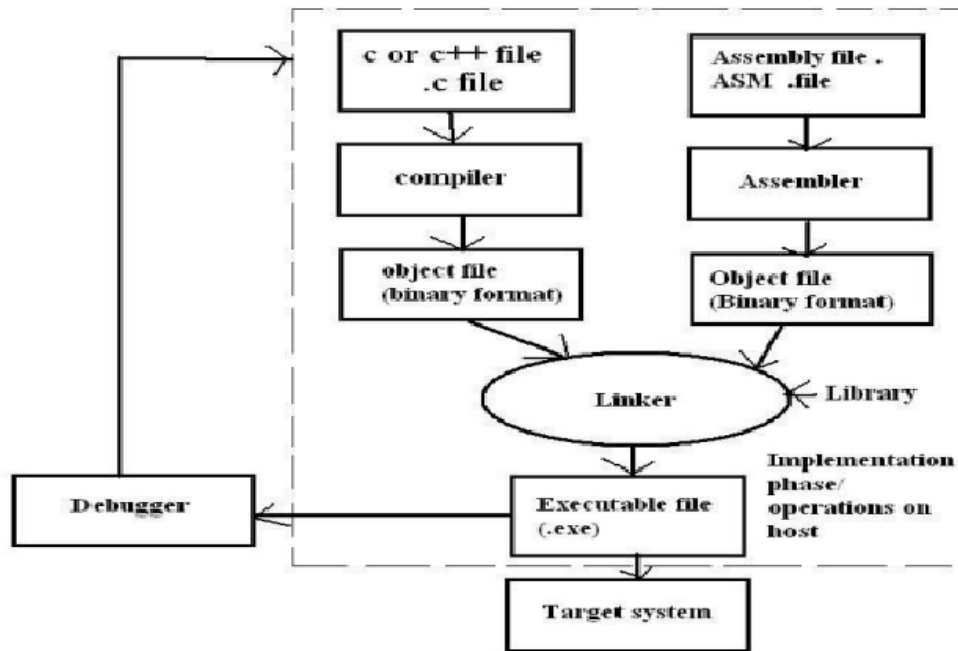 c or c++ file
.c file
Assembly file .
ASM .file
compiler
Assembler
object file
(binary format)
Object file
(Binary format)
Linker
Library
Implementation
phase/
operations on
host
Debugger
Executable file
(.exe)
Target system